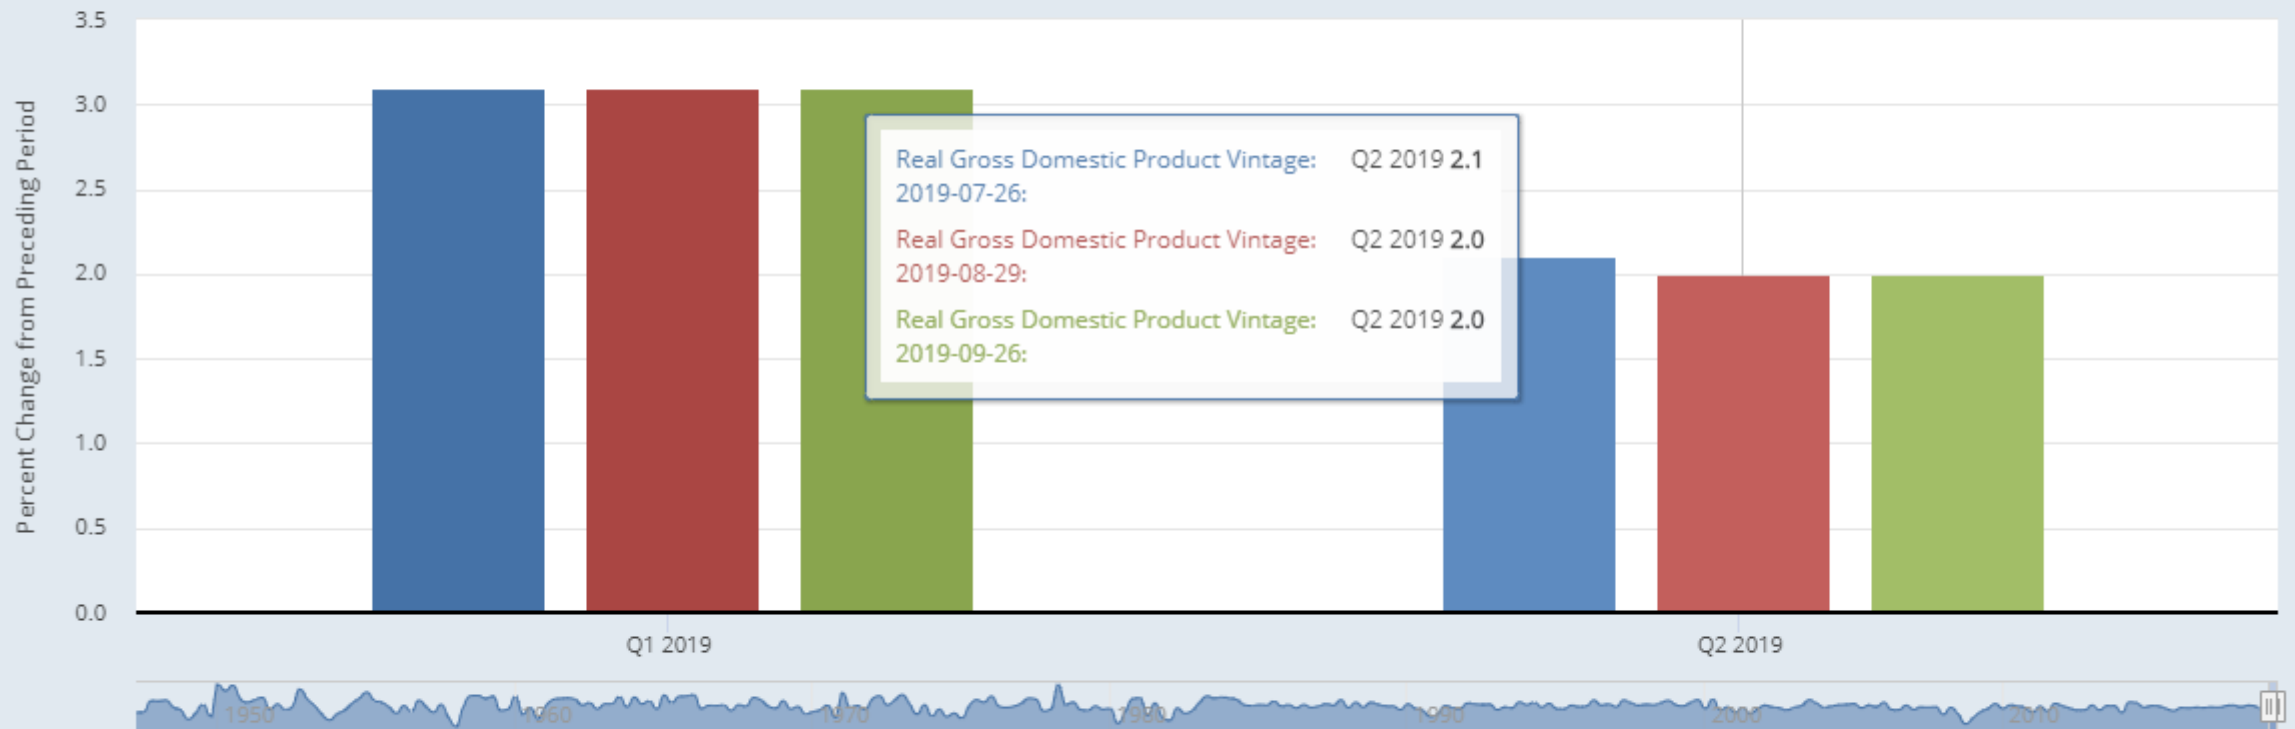 Percent Change from Preceding Period
3.5
3.0
2.5
2.0
1.5
1.0
0.5
0.0
Real Gross Domestic Product Vintage: Q2 2019 2.1
2019-07-26:
Real Gross Domestic Product Vintage: Q2 2019 2.0
2019-08-29:
Real Gross Domestic Product Vintage: Q2 2019 2.0
2019-09-26:
Q1 2019 Q2 2019
1950 1960 1970 1980 1990 2000 2010